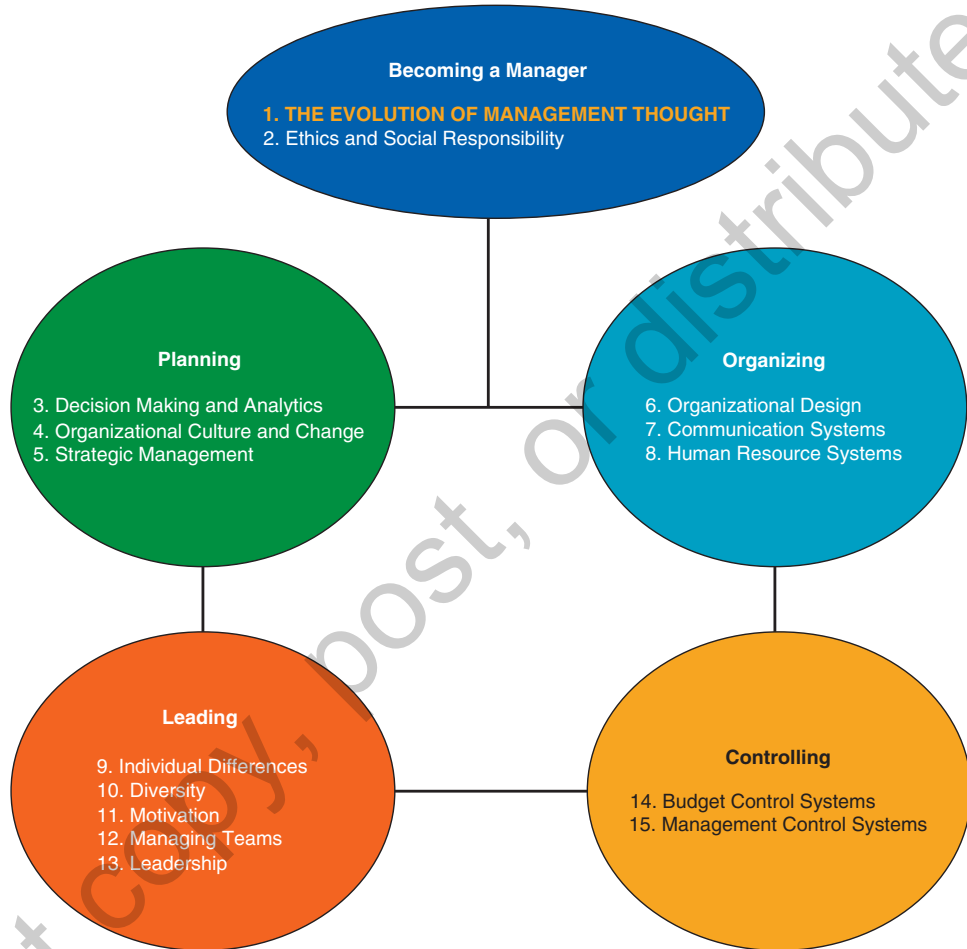 Becoming a Manager
1. THE EVOLUTION OF MANAGEMENT THOUGHT
2. Ethics and Social Responsibility
Planning
3. Decision Making and Analytics
4. Organizational Culture and Change
5. Strategic Management
Organizing
6. Organizational Design
7. Communication Systems
8. Human Resource Systems
Leading
9. Individual Differences
10. Diversity
11. Motivation
12. Managing Teams
13. Leadership
Controlling
14. Budget Control Systems
15. Management Control Systems
copy, post, or distribute